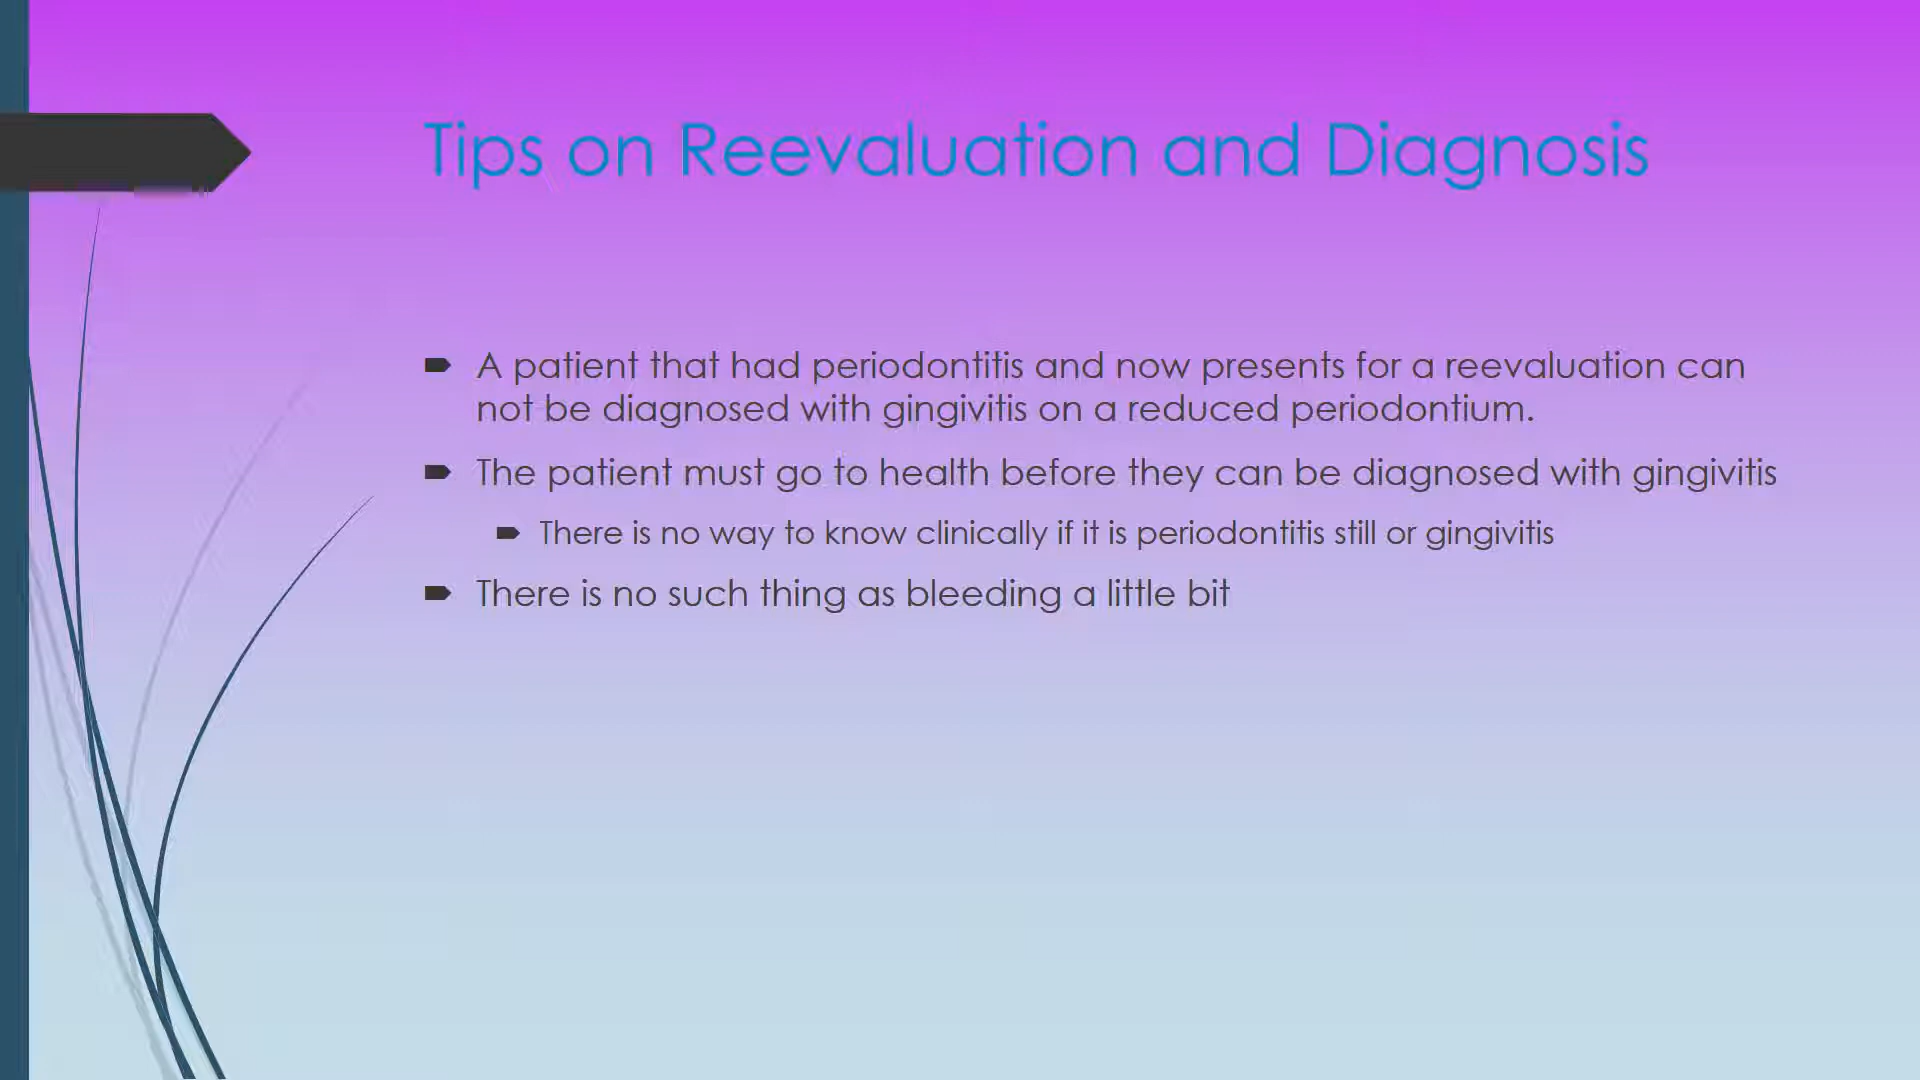 Tips on Reevaluation and Diagnosis
A patient that had periodontitis and now presents for a reevaluation can
not be diagnosed with gingivitis on a reduced periodontium.
The patient must go to health before they can be diagnosed with gingivitis
There is no way to know clinically if it is periodontitis still or gingivitis
There is no such thing as bleeding a little bit